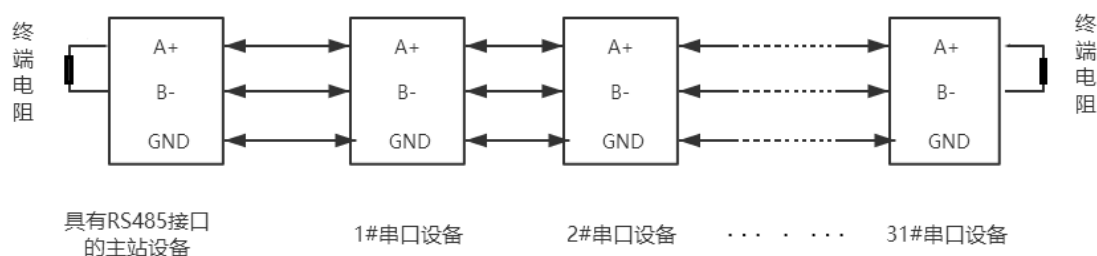 终端电阻
A+
A+
A+
A+
终端电阻
B-
B-
B-
B-
GND
GND
GND
GND
具有RS485接口
的主站设备
1#串口设备
2#串口设备
··· · ···
31#串口设备